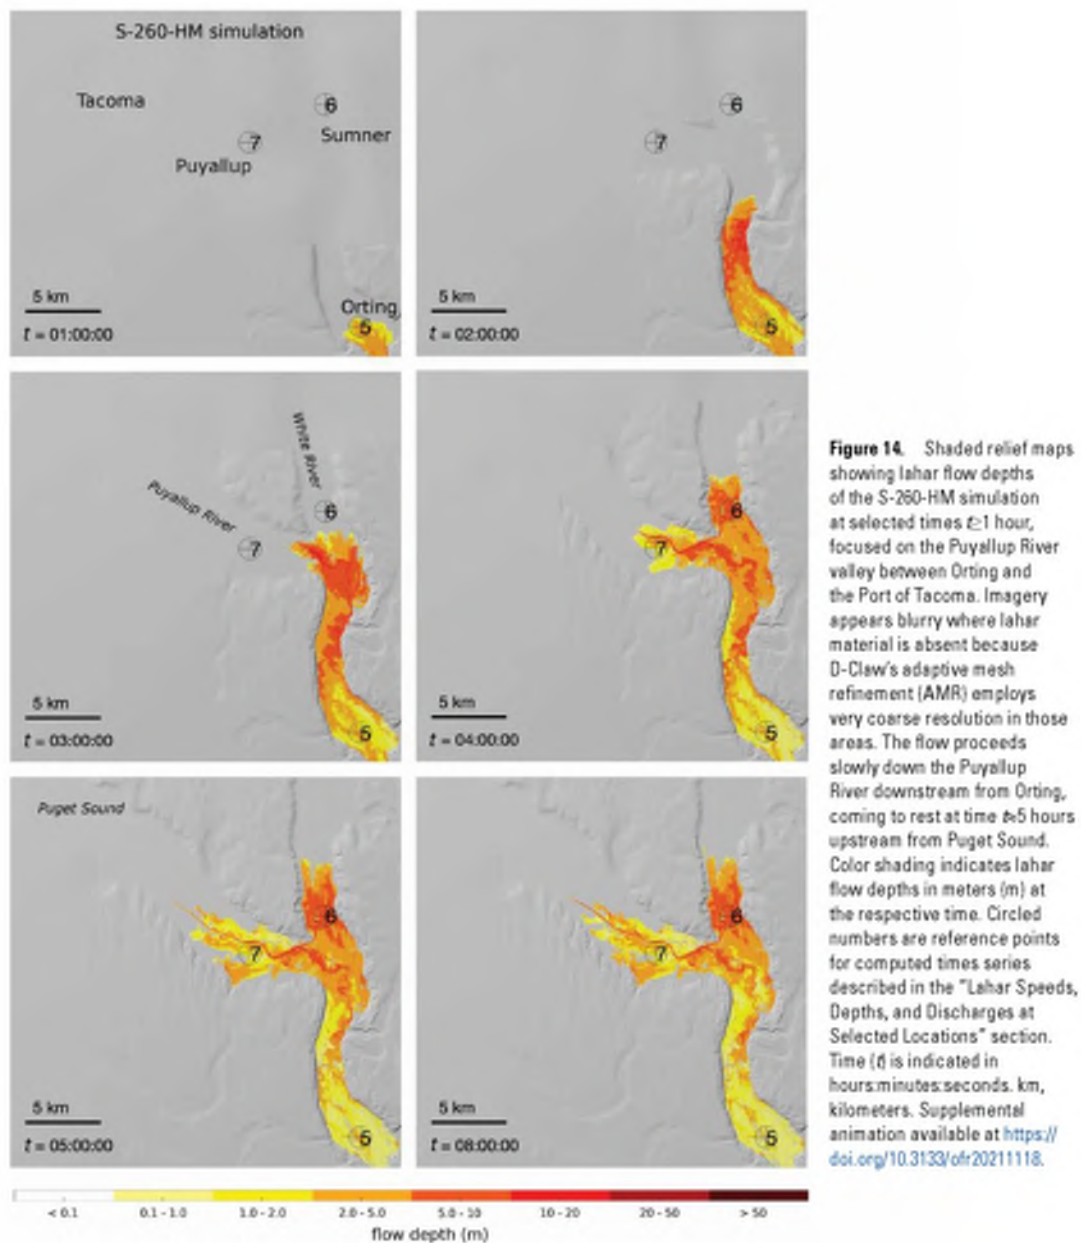 S-260-HM simulation
Tacoma
6
7
Sumner
Puyallup
5 km
Orting
5
t = 01:00:00
6
7
5 km
5
t = 02:00:00
White River
Puyallup River
6
7
5 km
5
t = 03:00:00
6
7
5 km
5
t = 04:00:00
Puget Sound
6
7
5 km
5
t = 05:00:00
6
7
5 km
5
t = 08:00:00
< 0.1 0.1 - 1.0 1.0 - 2.0 2.0 - 5.0 5.0 - 10 10 - 20 20 - 50 > 50
flow depth (m)
Figure 14. Shaded relief maps
showing lahar flow depths
of the S-260-HM simulation
at selected times t≥1 hour,
focused on the Puyallup River
valley between Orting and
the Port of Tacoma. Imagery
appears blurry where lahar
material is absent because
D-Claw's adaptive mesh
refinement (AMR) employs
very coarse resolution in those
areas. The flow proceeds
slowly down the Puyallup
River downstream from Orting,
coming to rest at time t≈5 hours
upstream from Puget Sound.
Color shading indicates lahar
flow depths in meters (m) at
the respective time. Circled
numbers are reference points
for computed times series
described in the "Lahar Speeds,
Depths, and Discharges at
Selected Locations" section.
Time (t) is indicated in
hours:minutes:seconds. km,
kilometers. Supplemental
animation available at https://
doi.org/10.3133/ofr20211118.